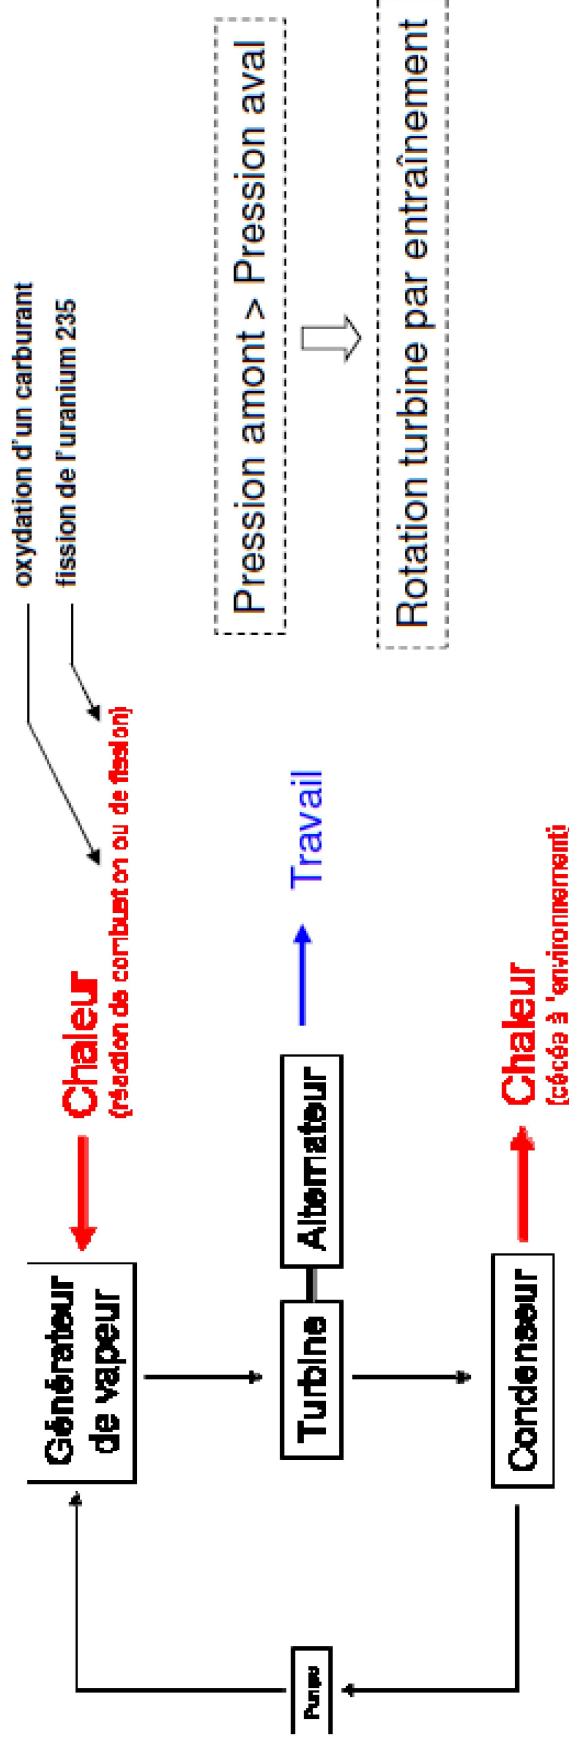 oxydation d'un carburant
fission de l'uranium 235
Chaleur
(réaction de combustion ou de fission)
Générateur
de vapeur
Pression amont > Pression aval
Turbine
Alternateur
Travail
Rotation turbine par entraînement
Condenseur
Chaleur
(cédée à l'environnement)